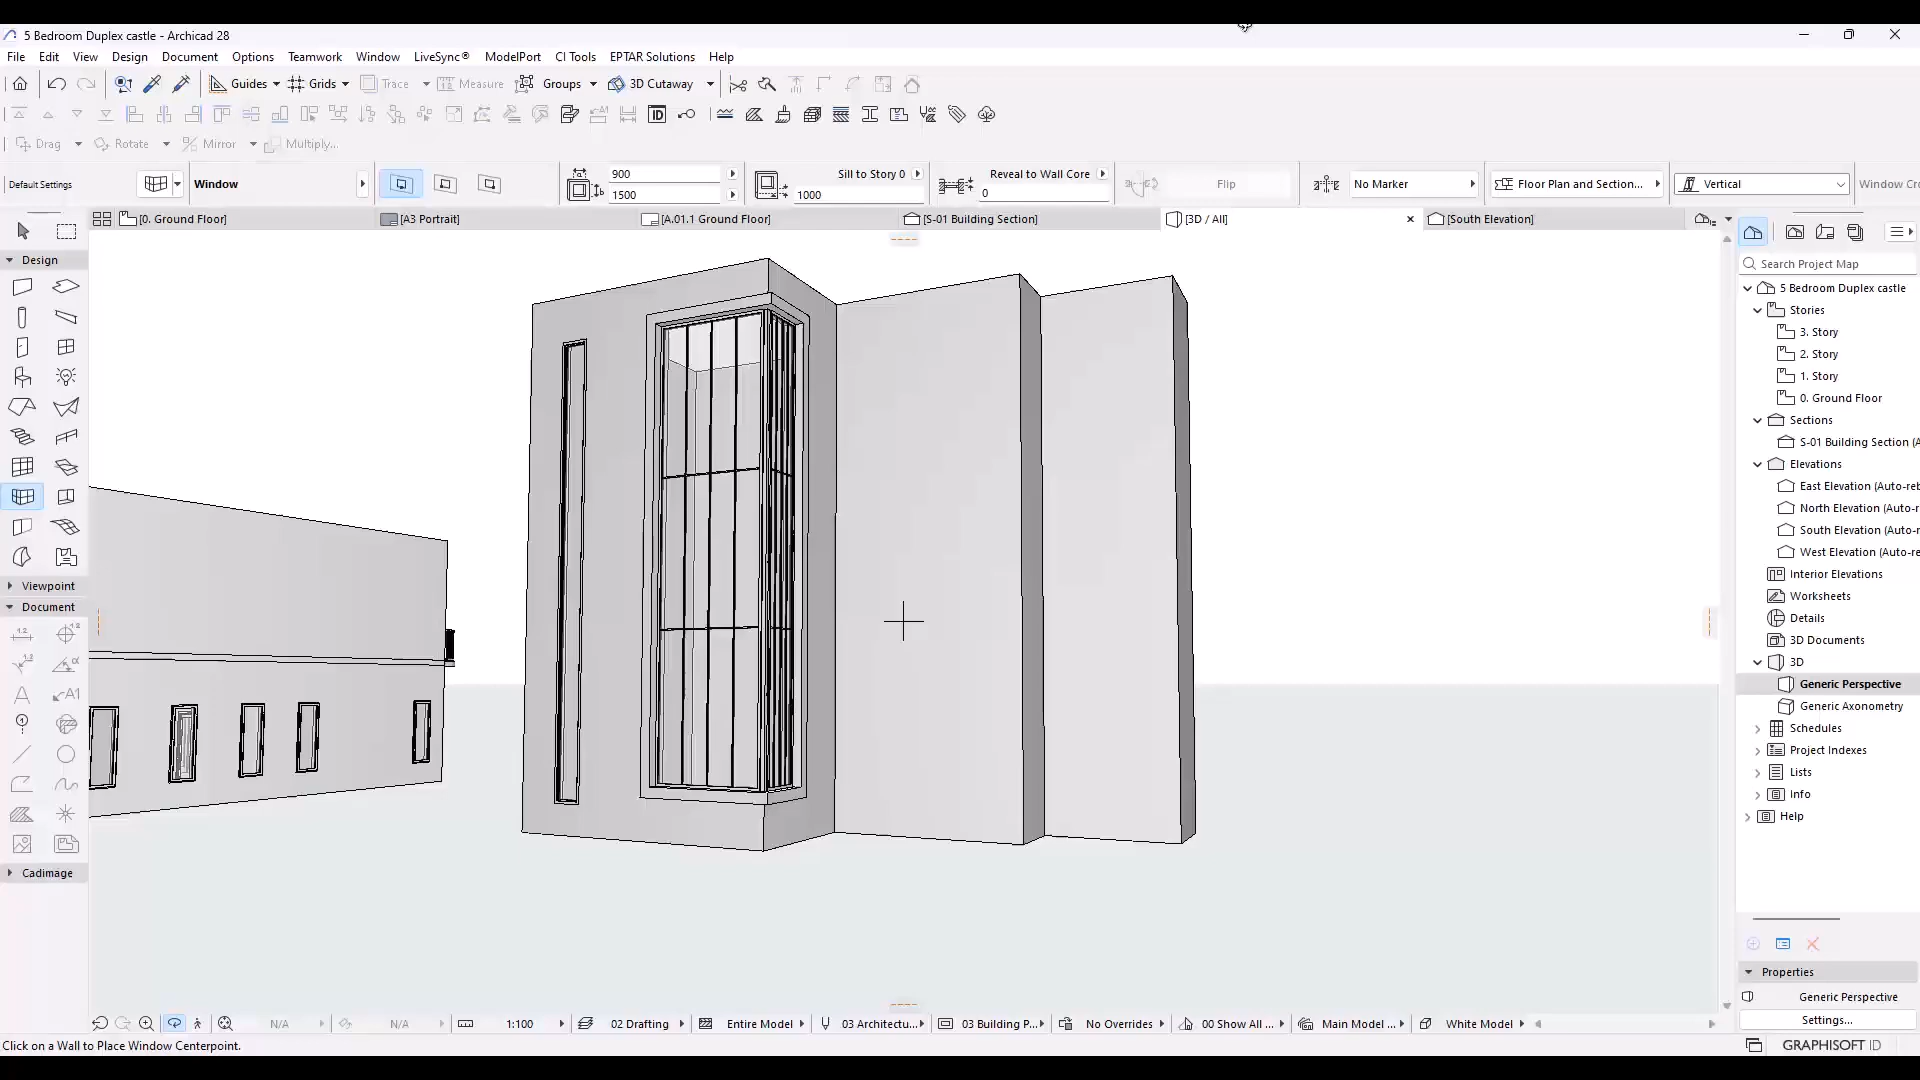 5 Bedroom Duplex castle - Archicad 28
File Edit View Design Document Options Teamwork Window LiveSync® ModelPort CI Tools EPTAR Solutions Help
Guides Grids Trace Measure Groups 3D Cutaway
ID
Drag Rotate Mirror Multiply...
Default Settings Window 900 1500 Sill to Story 0 1000 Reveal to Wall Core 0 Flip No Marker Floor Plan and Section... Vertical Window Cr
[0. Ground Floor] [A3 Portrait] [A.01.1 Ground Floor] [S-01 Building Section] [3D / All] [South Elevation]
Design
Viewpoint
Document
1.2 1.2
A A1
Cadimage
Search Project Map
5 Bedroom Duplex castle
Stories
3. Story
2. Story
1. Story
0. Ground Floor
Sections
S-01 Building Section (A
Elevations
East Elevation (Auto-reb
North Elevation (Auto-r
South Elevation (Auto-re
West Elevation (Auto-re
Interior Elevations
Worksheets
Details
3D Documents
3D
Generic Perspective
Generic Axonometry
Schedules
Project Indexes
Lists
Info
Help
Properties
Generic Perspective
Settings...
N/A N/A 1:100 02 Drafting Entire Model 03 Architectu... 03 Building P... No Overrides 00 Show All ... Main Model ... White Model
Click on a Wall to Place Window Centerpoint.
GRAPHISOFT ID